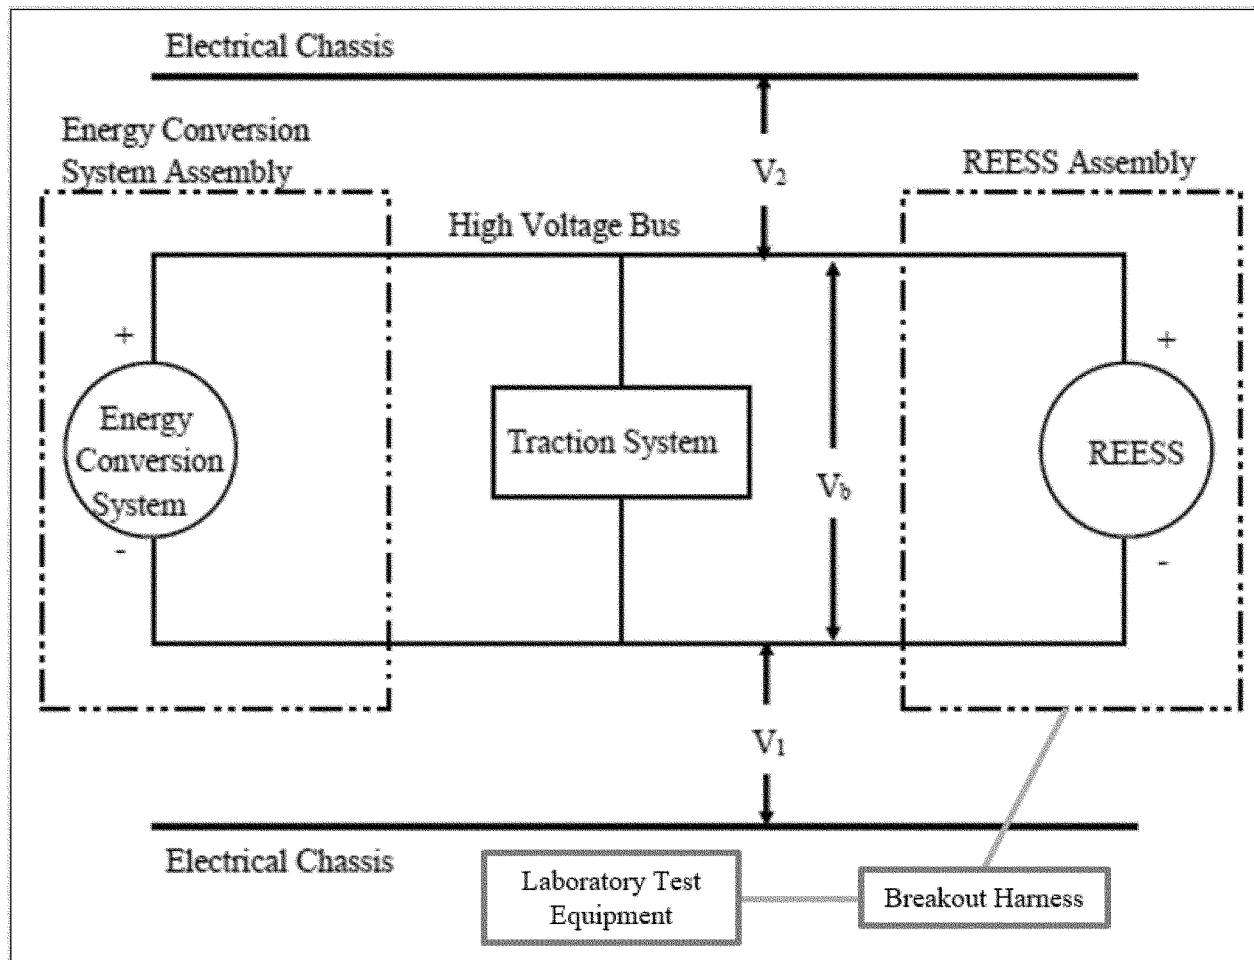 Electrical Chassis
Energy Conversion
System Assembly
V2
REESS Assembly
High Voltage Bus
+
+
Energy
Conversion
System
Traction System
REESS
Vb
-
-
V1
Electrical Chassis
Laboratory Test
Equipment
Breakout Harness